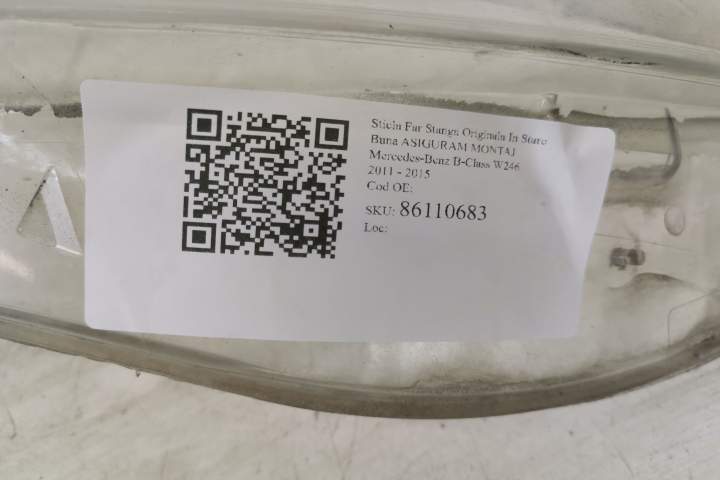 Sticla Far Stanga Originala In Stare
Buna ASIGURAM MONTAJ
Mercedes-Benz B-Class W246
2011 - 2015
Cod OE:
SKU: 86110683
Loc: